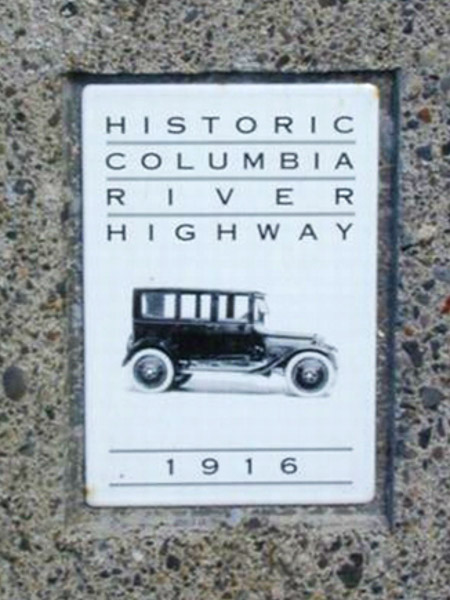 HISTORIC
COLUMBIA
RIVER
HIGHWAY
1916